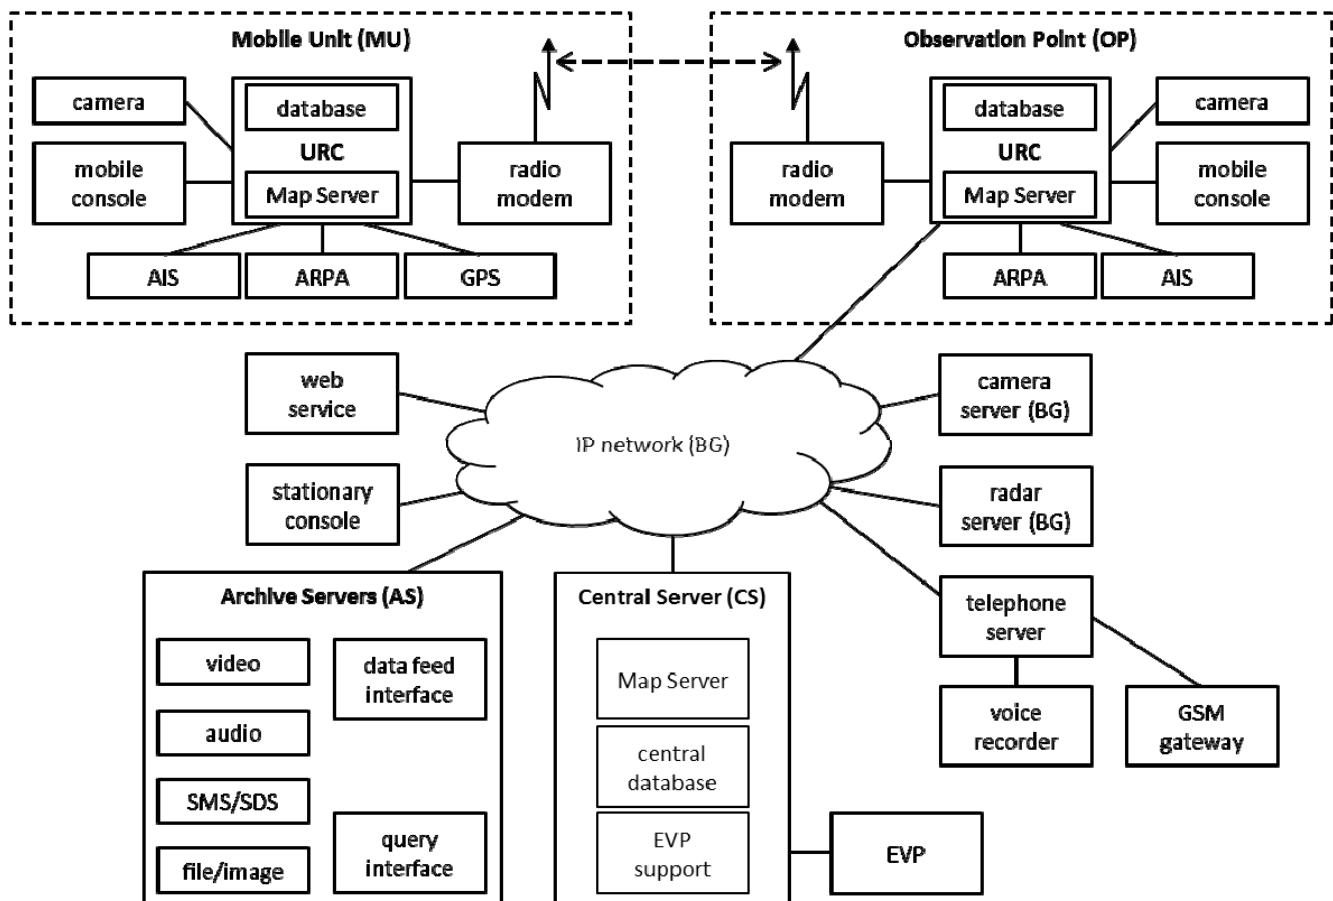 Mobile Unit (MU)
camera
mobile
console
database
URC
Map Server
radio
modem
AIS
ARPA
GPS
Observation Point (OP)
radio
modem
database
URC
Map Server
camera
mobile
console
ARPA
AIS
web
service
stationary
console
IP network (BG)
camera
server (BG)
radar
server (BG)
telephone
server
voice
recorder
GSM
gateway
Archive Servers (AS)
video
audio
SMS/SDS
file/image
data feed
interface
query
interface
Central Server (CS)
Map Server
central
database
EVP
support
EVP